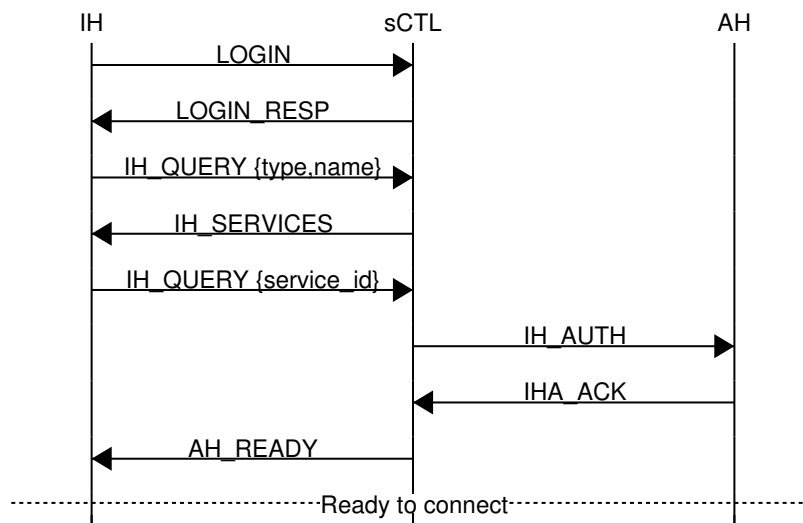 IH sCTL AH
LOGIN
LOGIN_RESP
IH_QUERY {type,name}
IH_SERVICES
IH_QUERY {service_id}
IH_AUTH
IHA_ACK
AH_READY
Ready to connect